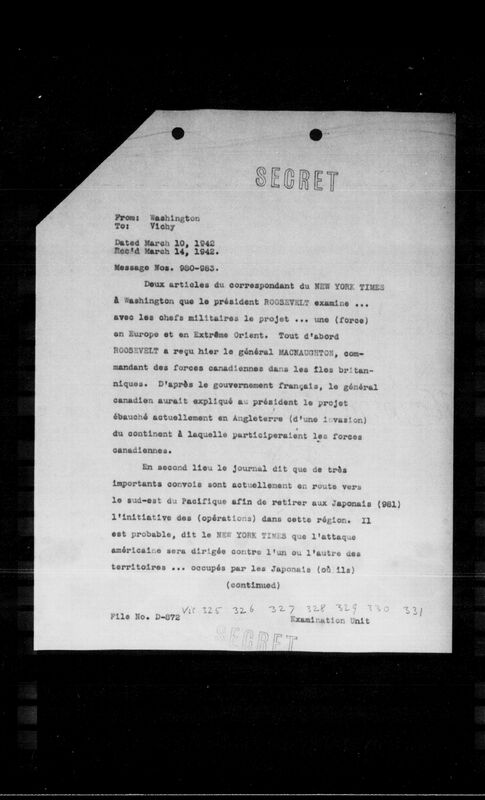 SECRET
From: Washington
To: Vichy
Dated March 10, 1942
Rec'd March 14, 1942.
Message Nos. 980-983.
Deux articles du correspondant du NEW YORK TIMES
à Washington que le président ROOSEVELT examine ...
avec les chefs militaires le projet ... une (force)
en Europe et en Extrême Orient. Tout d'abord
ROOSEVELT a reçu hier le général MACNAUGHTON, com-
mandant des forces canadiennes dans les îles britan-
niques. D'après le gouvernement français, le général
canadien aurait expliqué au président le projet
ébauché actuellement en Angleterre (d'une invasion)
du continent à laquelle participeraient les forces
canadiennes.
En second lieu le journal dit que de très
importants convois sont actuellement en route vers
le sud-est du Pacifique afin de retirer aux Japonais (981)
l'initiative des (opérations) dans cette région. Il
est probable, dit le NEW YORK TIMES que l'attaque
américaine sera dirigée contre l'un ou l'autre des
territoires ... occupés par les Japonais (où ils)
(continued)
Vic 325 326 327 328 329 330 331
File No. D-872
Examination Unit
SECRET